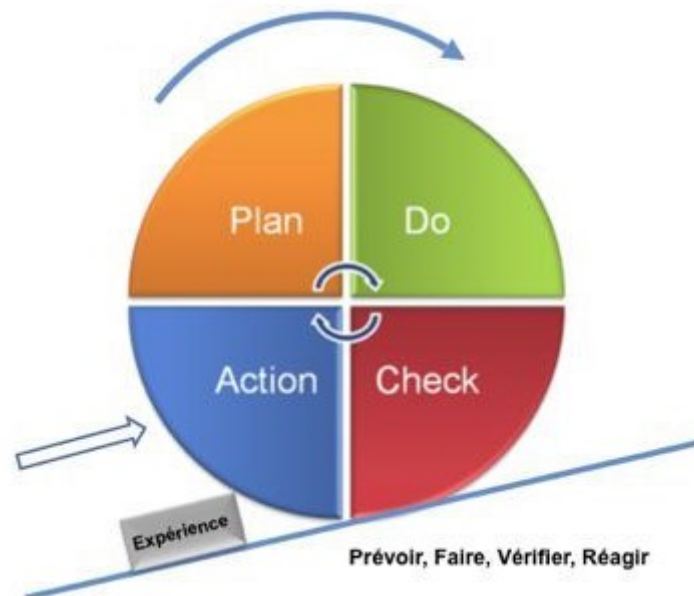 Plan
Do
Action
Check
Expérience
Prévoir, Faire, Vérifier, Réagir